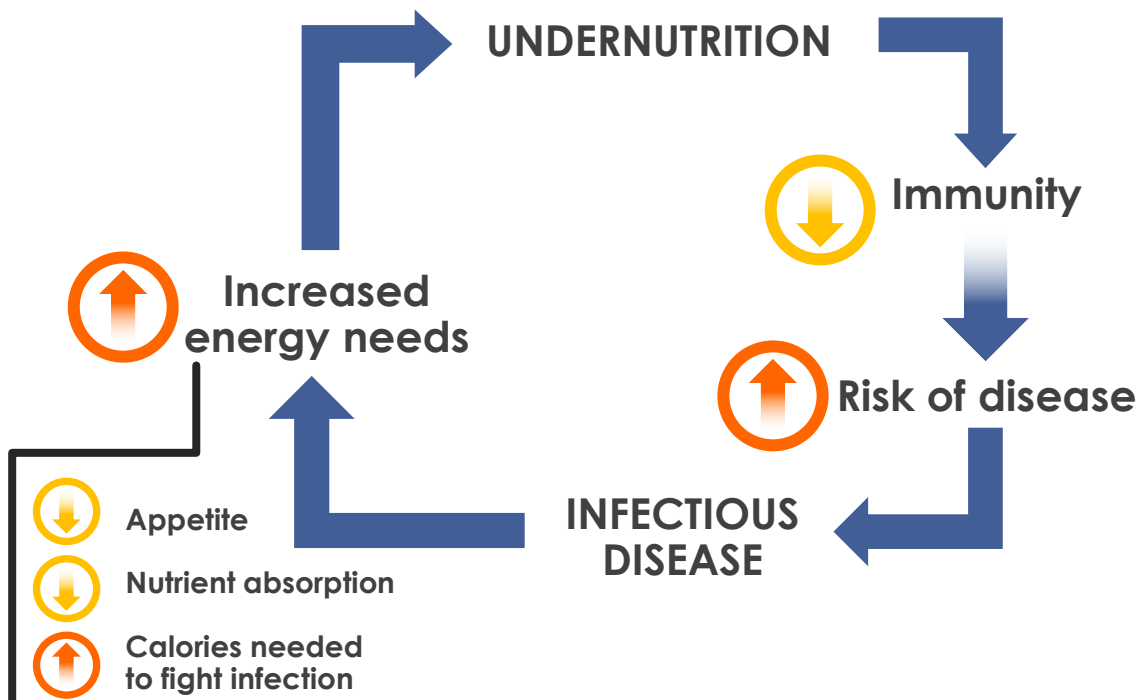 UNDERNUTRITION
Immunity
Risk of disease
INFECTIOUS
DISEASE
Increased
energy needs
Appetite
Nutrient absorption
Calories needed
to fight infection